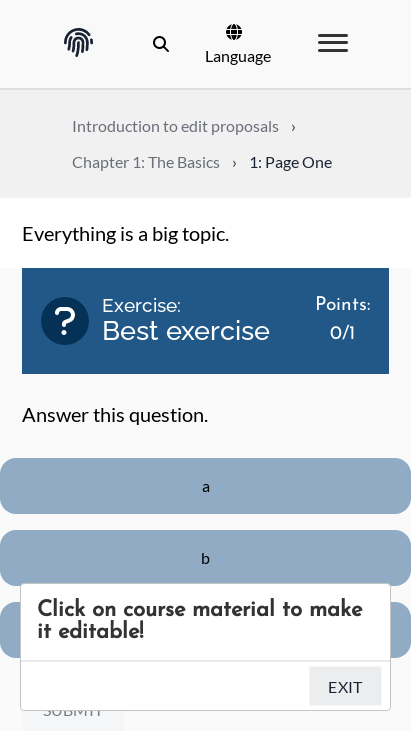 Language
Introduction to edit proposals ›
Chapter 1: The Basics › 1: Page One
Everything is a big topic.
?
Exercise:
Best exercise
Points:
0/1
Answer this question.
a
b
Click on course material to make
it editable!
EXIT
SUBMIT